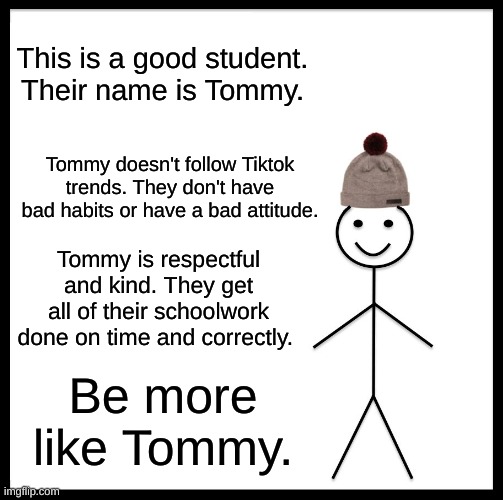 This is a good student.
Their name is Tommy.
Tommy doesn't follow Tiktok
trends. They don't have
bad habits or have a bad attitude.
Tommy is respectful
and kind. They get
all of their schoolwork
done on time and correctly.
Be more
like Tommy.
imgflip.com